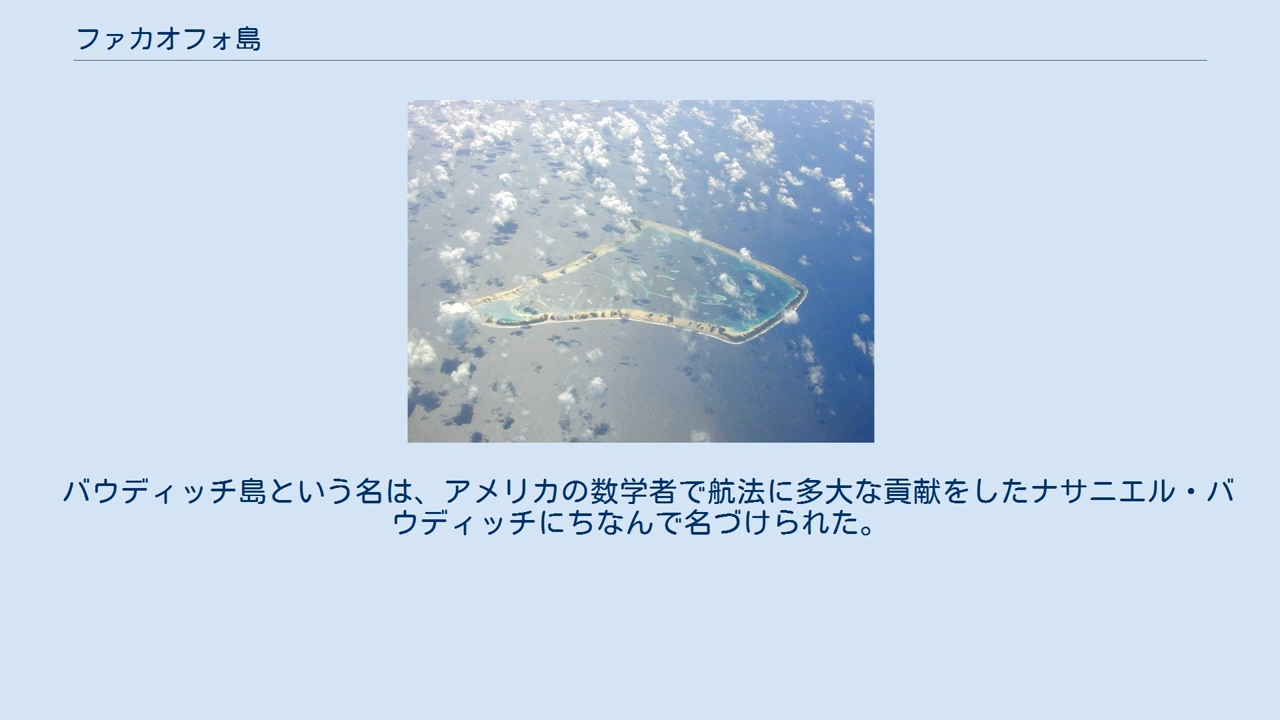 ファカオフォ島
バウディッチ島という名は、アメリカの数学者で航法に多大な貢献をしたナサニエル・バ
ウディッチにちなんで名づけられた。